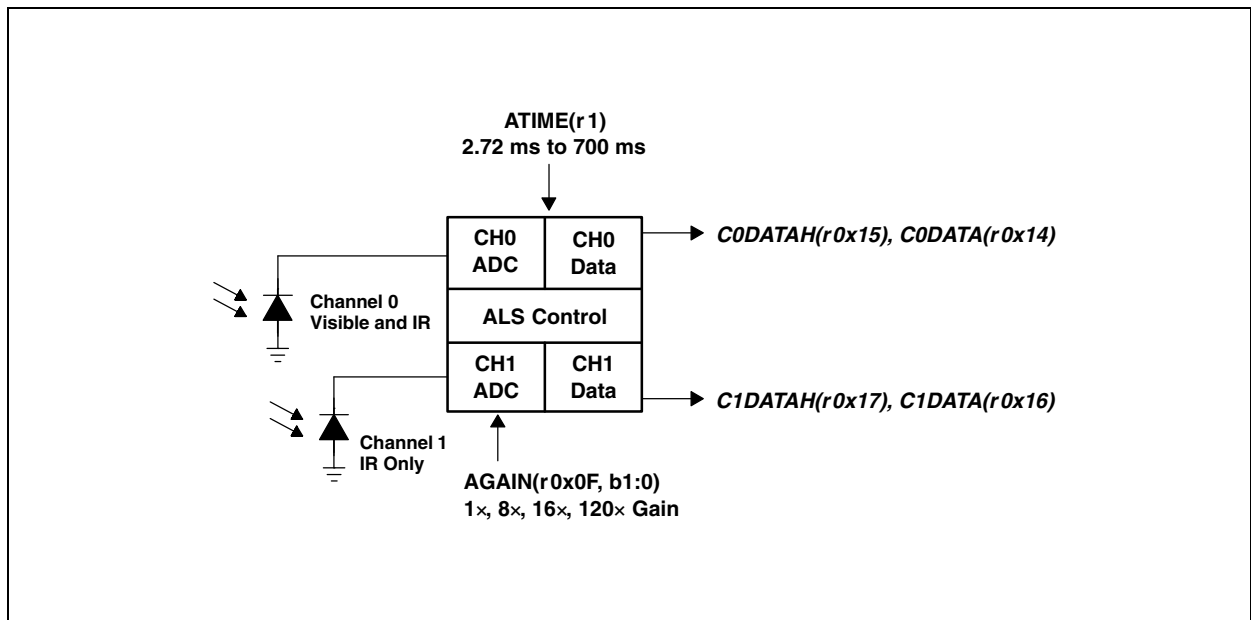 ATIME(r1)
2.72 ms to 700 ms
CH0
ADC
CH0
Data
C0DATAH(r0x15), C0DATA(r0x14)
Channel 0
Visible and IR
ALS Control
CH1
ADC
CH1
Data
C1DATAH(r0x17), C1DATA(r0x16)
Channel 1
IR Only
AGAIN(r0x0F, b1:0)
1×, 8×, 16×, 120× Gain